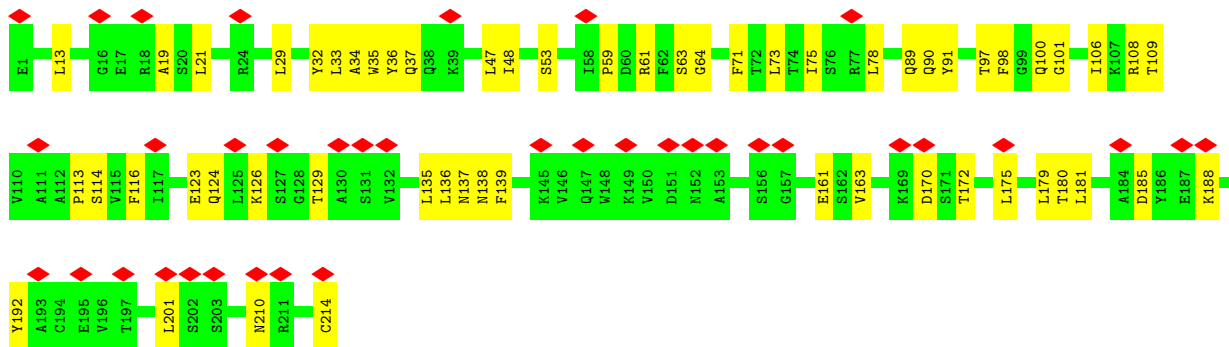 E1 L13 G16 E17 R18 A19 S20 L21 R24 L29 Y32 L33 A34 W35 Y36 Q37 Q38 K39 L47 I48 S53 I58 P59 D60 R61 F62 S63 G64 F71 T72 L73 T74 I75 S76 R77 L78 Q89 Q90 Y91 T97 F98 G99 Q100 G101 I106 K107 R108 T109
V110 A111 A112 P113 S114 V115 F116 I117 E123 Q124 L125 K126 S127 G128 T129 A130 S131 V132 L135 L136 N137 N138 F139 K145 V146 Q147 W148 K149 V150 D151 N152 A153 S156 G157 E161 S162 V163 K169 D170 S171 T172 L175 L179 T180 L181 A184 D185 Y186 E187 K188
Y192 A193 C194 E195 V196 T197 L201 S202 S203 N210 R211 C214